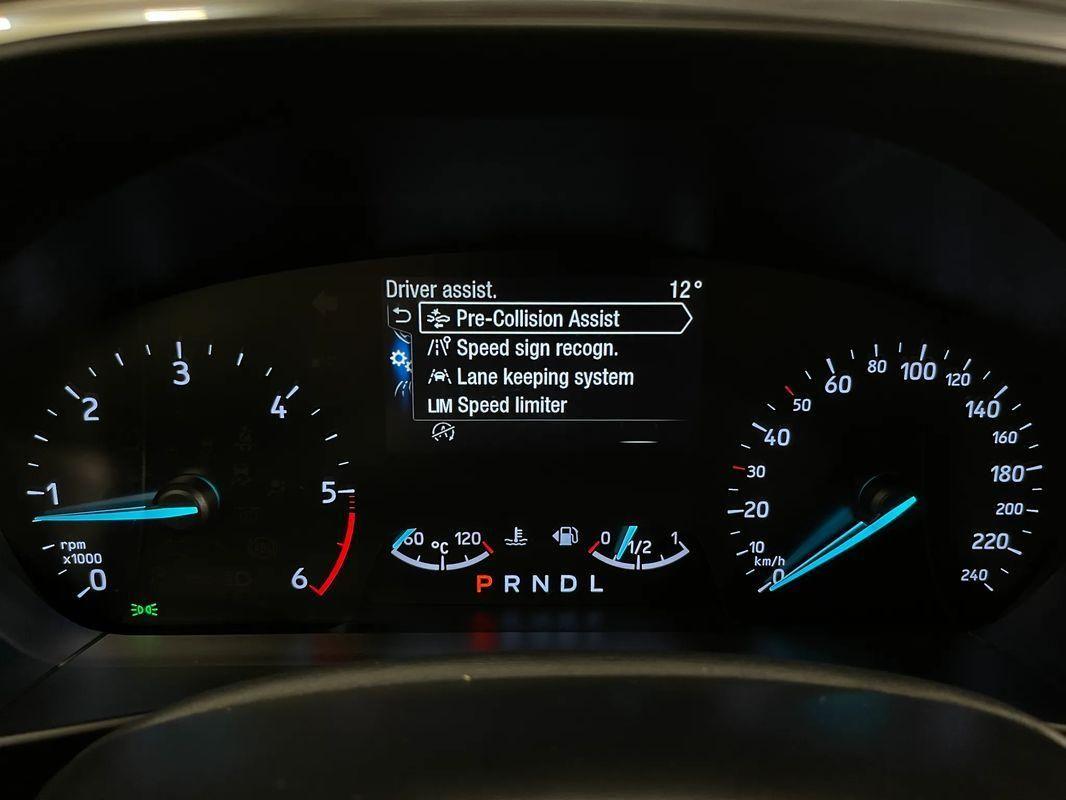 Driver assist. 12°
Pre-Collision Assist
Speed sign recogn.
Lane keeping system
LIM Speed limiter
0
1
2
3
4
5
6
rpm
x1000
60 °C 120
0 1/2 1
P R N D L
0
10
20
30
40
50
60
80
100
120
140
160
180
200
220
240
km/h